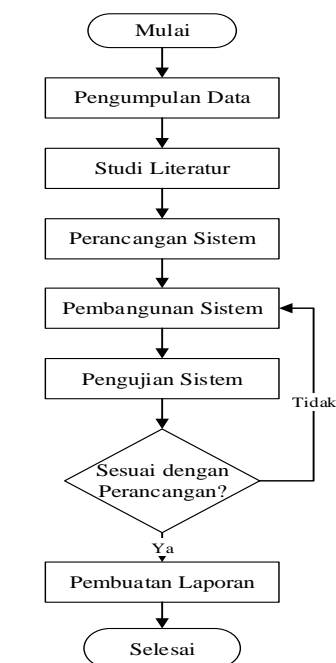 Mulai
Pengumpulan Data
Studi Literatur
Perancangan Sistem
Pembangunan Sistem
Pengujian Sistem
Tidak
Sesuai dengan
Perancangan?
Ya
Pembuatan Laporan
Selesai